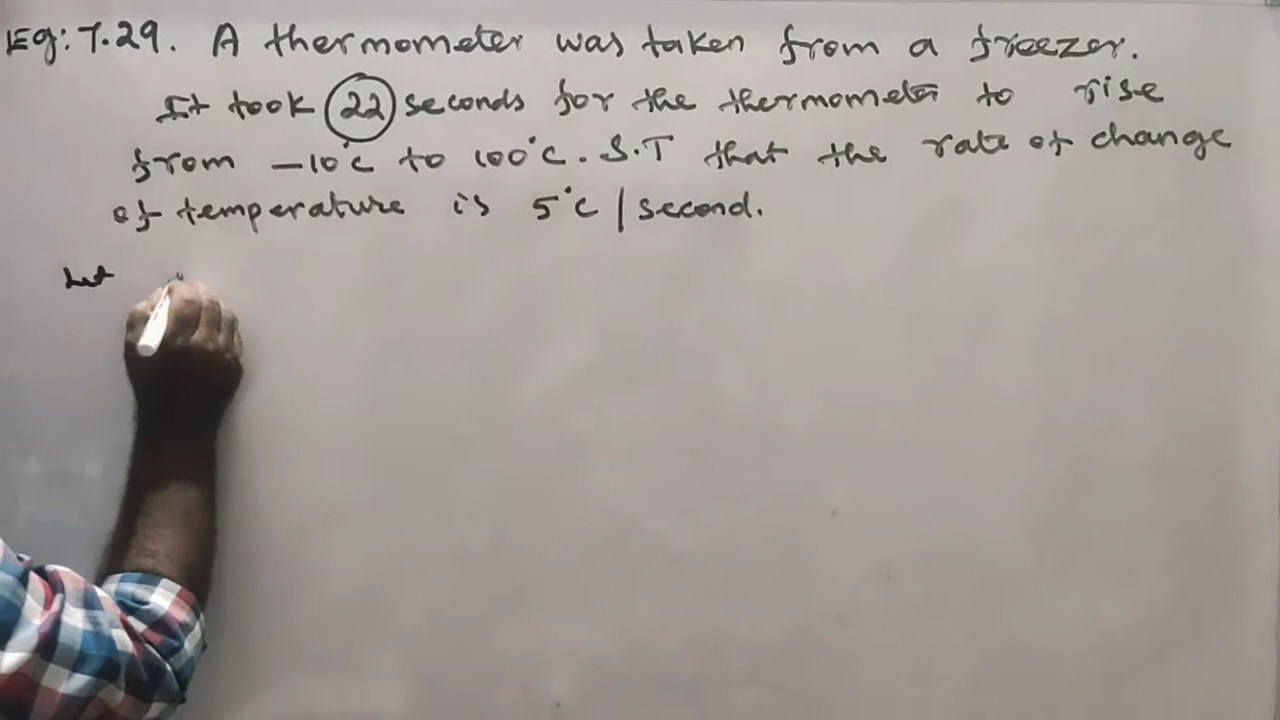 Eg: 7.29. A thermometer was taken from a freezer.
It took 22 seconds for the thermometer to rise
from -10°C to 100°C. S.T that the rate of change
of temperature is 5°C | second.
Let